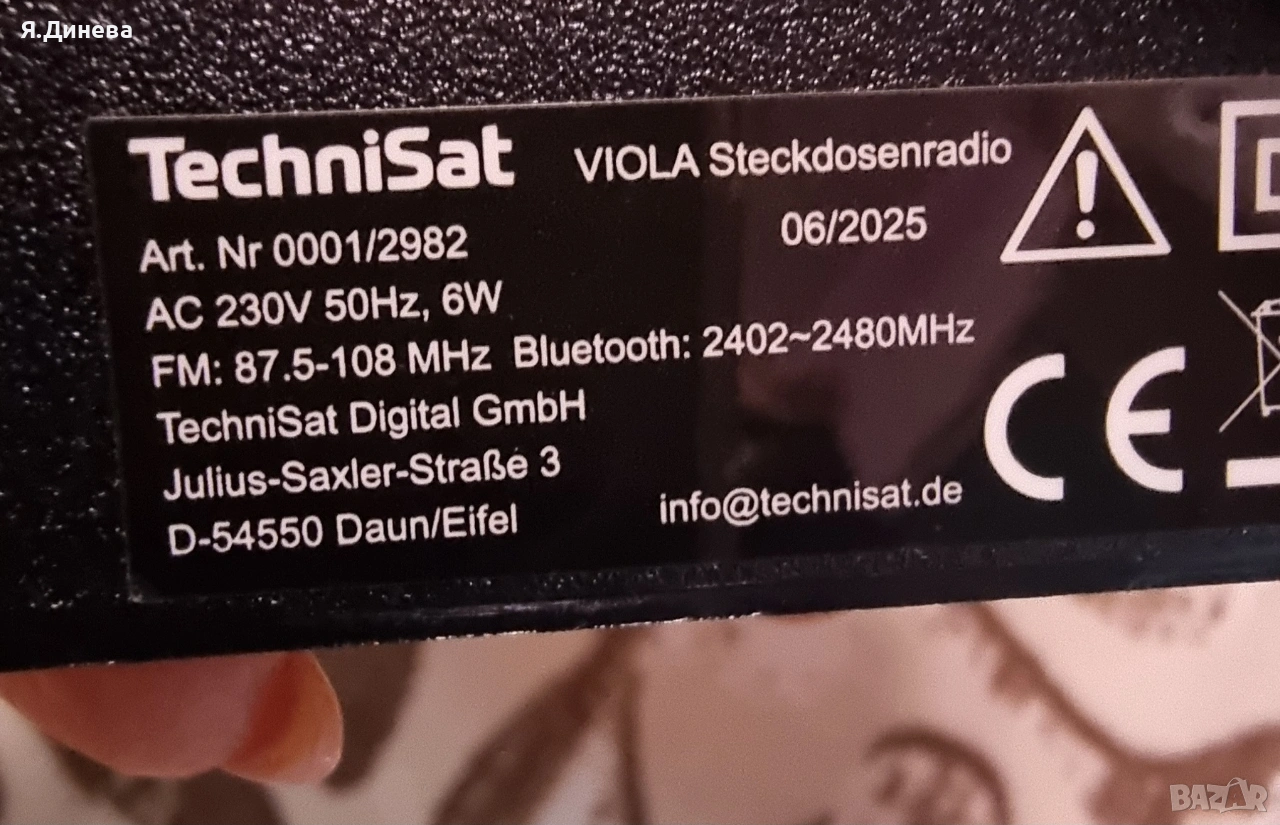 Я.Динева
TechniSat VIOLA Steckdosenradio
Art. Nr 0001/2982 06/2025
AC 230V 50Hz, 6W
FM: 87.5-108 MHz Bluetooth: 2402~2480MHz
TechniSat Digital GmbH
Julius-Saxler-Straße 3
D-54550 Daun/Eifel info@technisat.de
CE
BAZAR